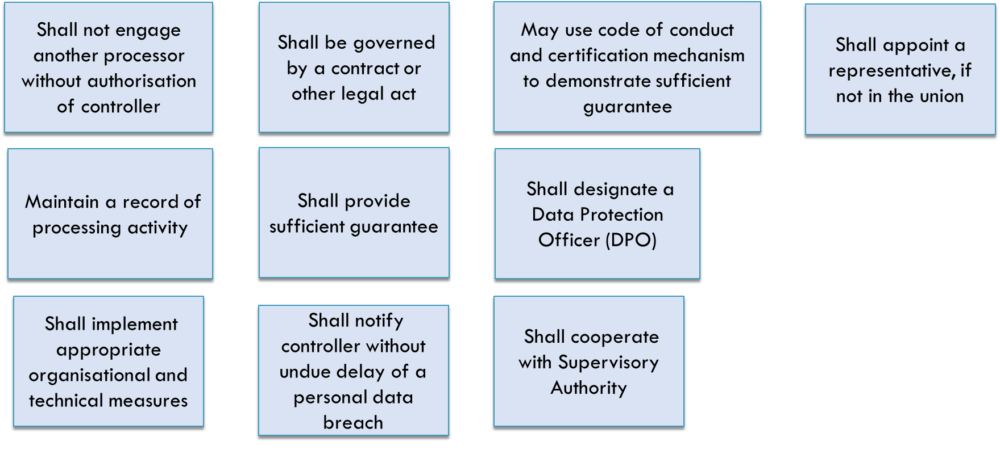 Shall not engage
another processor
without authorisation
of controller
Shall be governed
by a contract or
other legal act
May use code of conduct
and certification mechanism
to demonstrate sufficient
guarantee
Shall appoint a
representative, if
not in the union
Maintain a record of
processing activity
Shall provide
sufficient guarantee
Shall designate a
Data Protection
Officer (DPO)
Shall implement
appropriate
organisational and
technical measures
Shall notify
controller without
undue delay of a
personal data
breach
Shall cooperate
with Supervisory
Authority